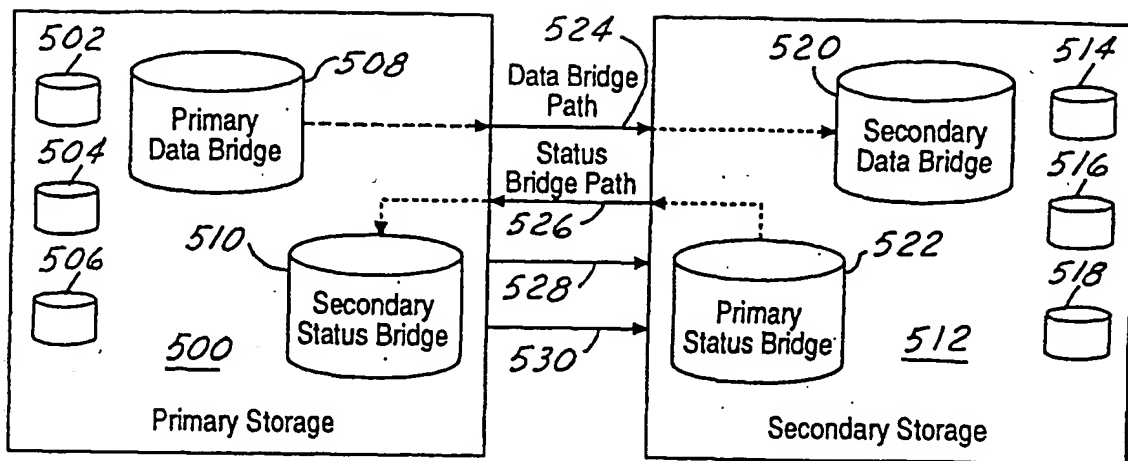 502
508
Primary
Data Bridge
504
510
506
Secondary
Status Bridge
500
Primary Storage
524
Data Bridge
Path
Status
Bridge Path
526
528
530
520
514
Secondary
Data Bridge
516
522
518
Primary
Status Bridge
512
Secondary Storage